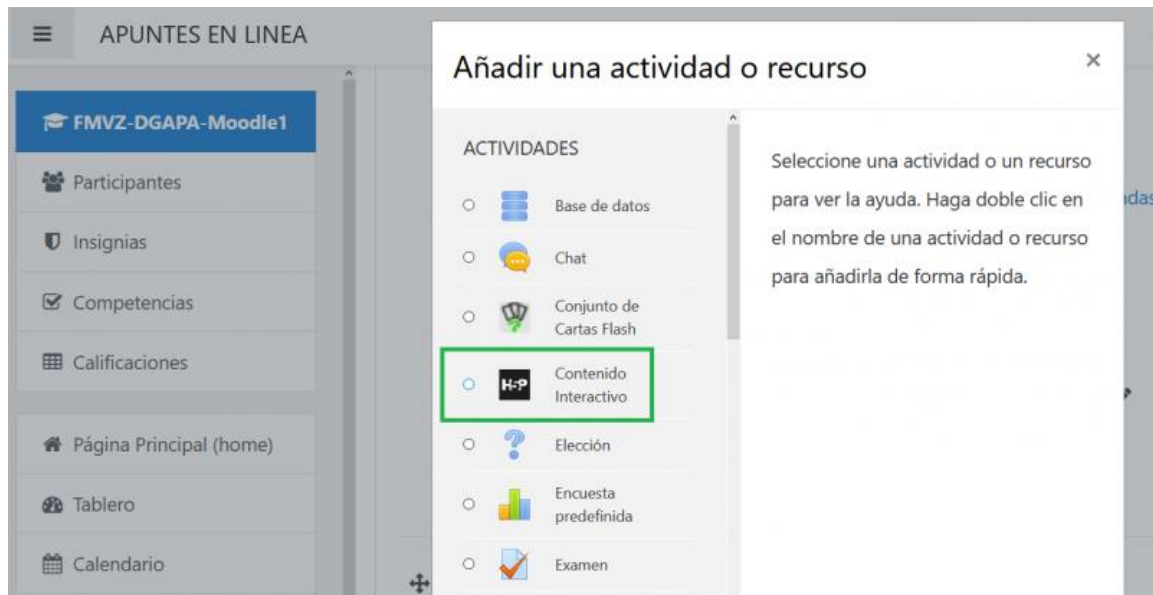 APUNTES EN LINEA
FMVZ-DGAPA-Moodle1
Participantes
Insignias
Competencias
Calificaciones
Página Principal (home)
Tablero
Calendario
Añadir una actividad o recurso
×
ACTIVIDADES
Base de datos
Chat
Conjunto de
Cartas Flash
H5P
Contenido
Interactivo
Elección
Encuesta
predefinida
Examen
Seleccione una actividad o un recurso
para ver la ayuda. Haga doble clic en
el nombre de una actividad o recurso
para añadirla de forma rápida.